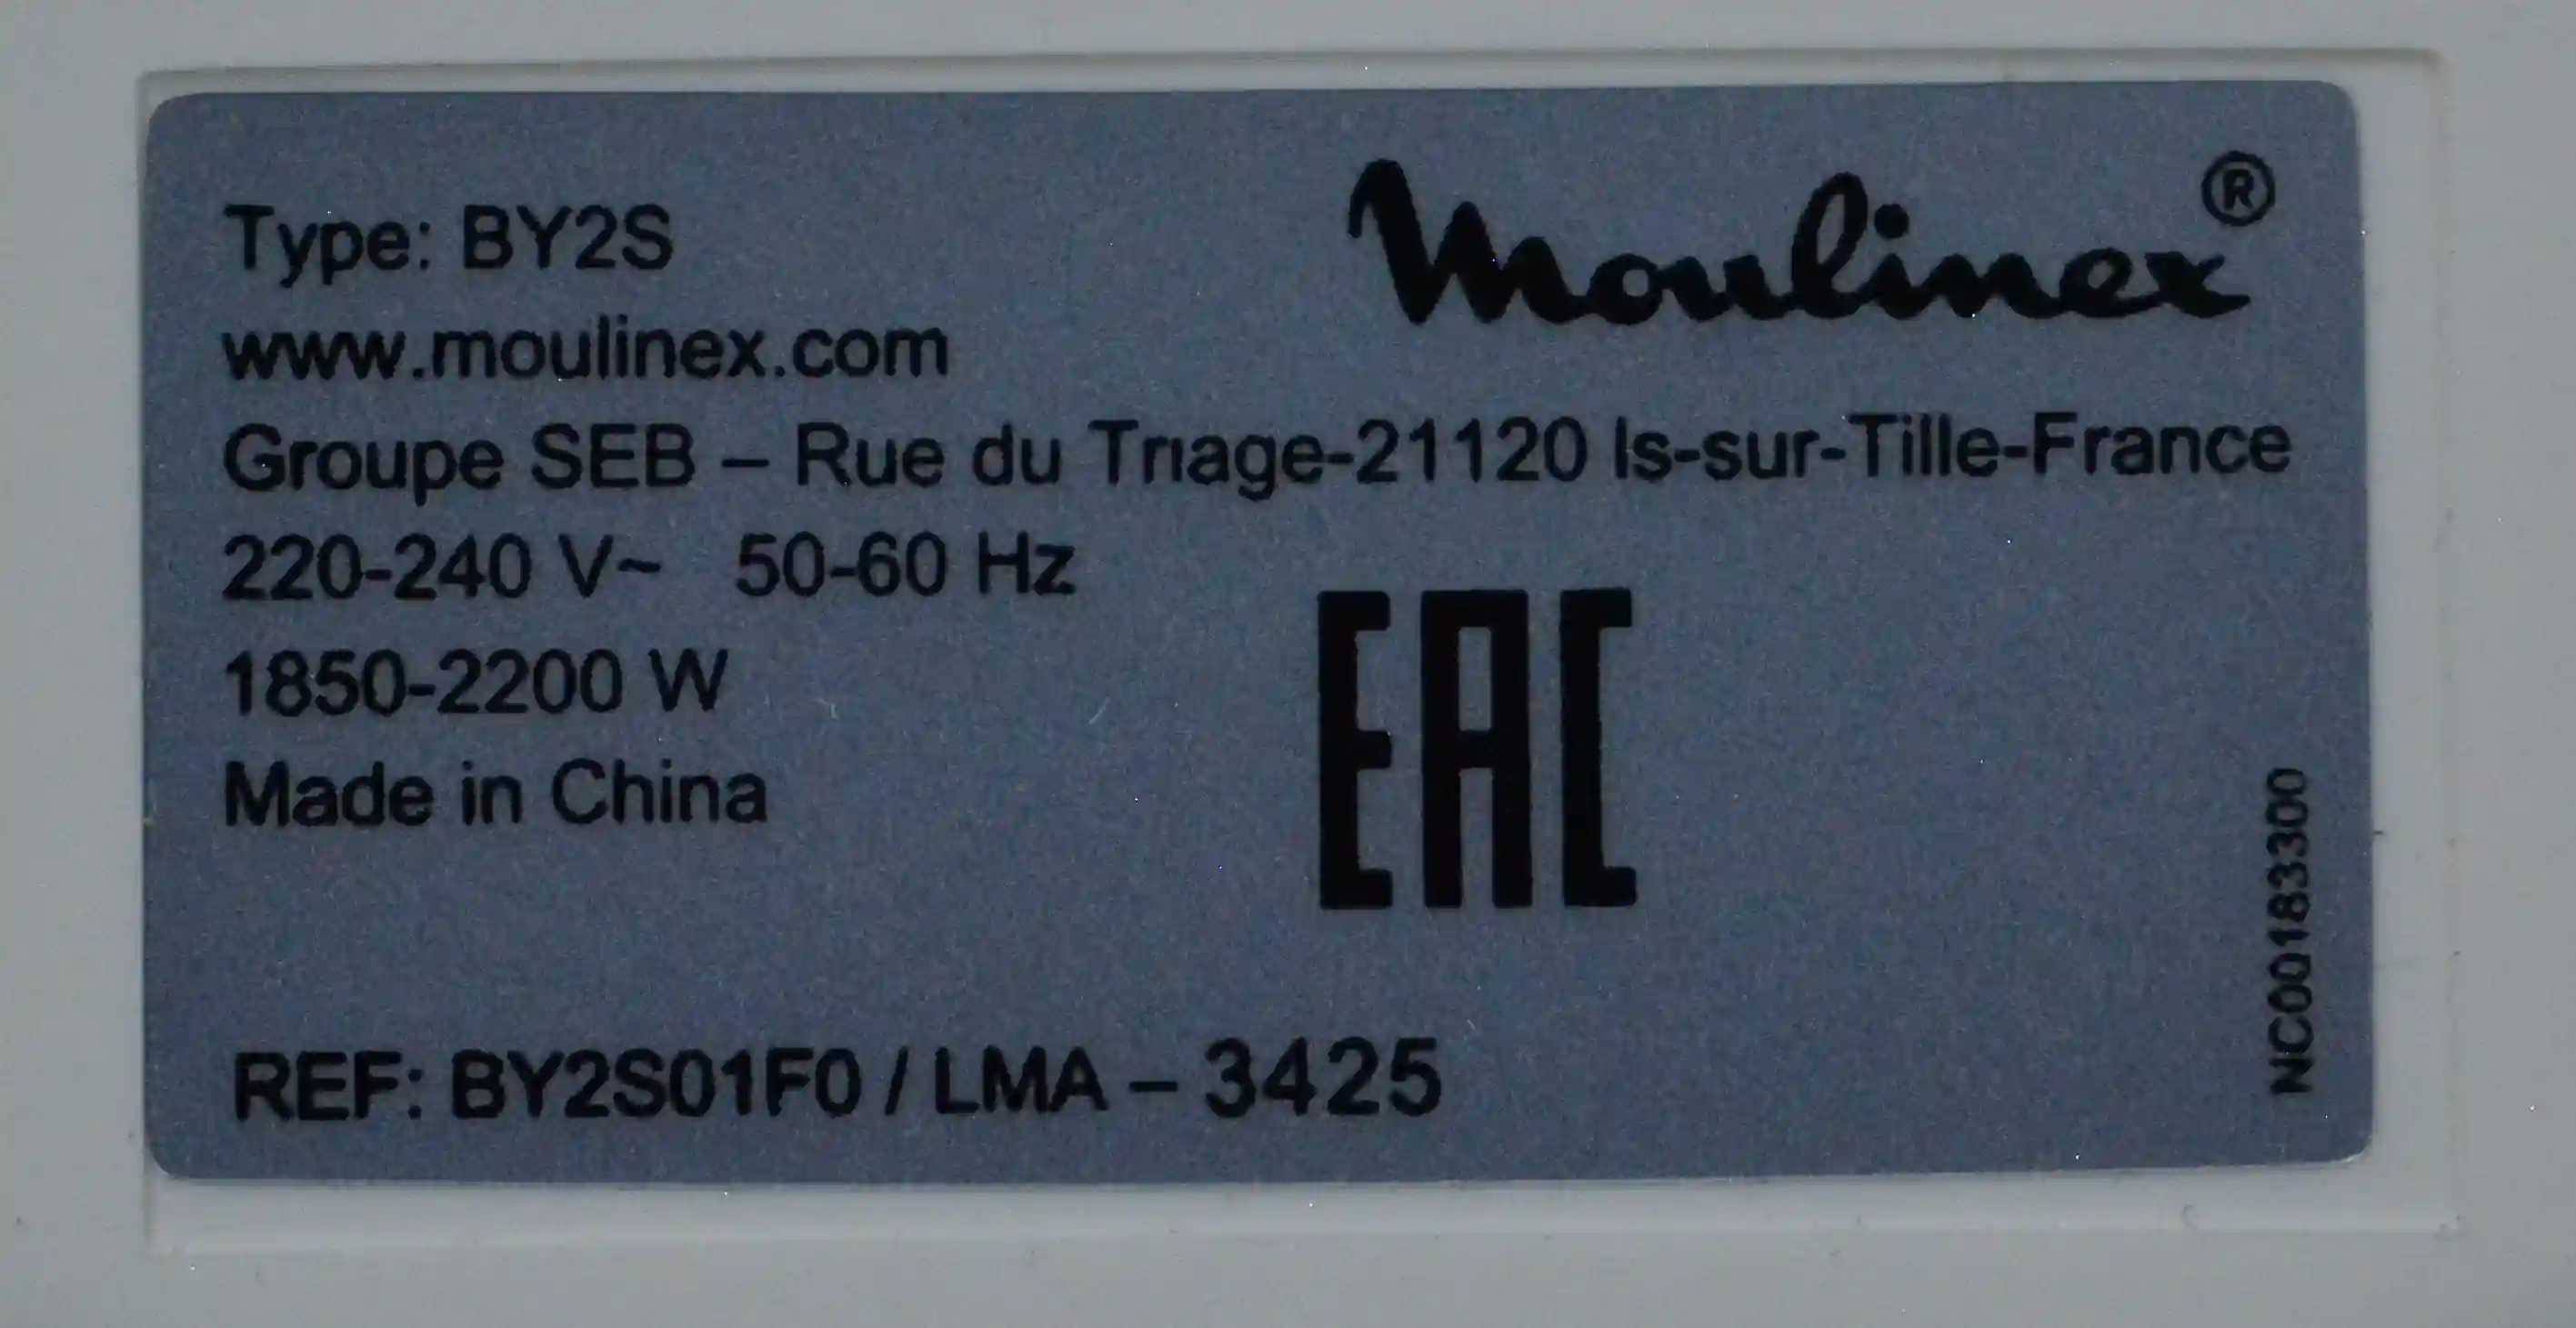 Type: BY2S
Moulinex®
www.moulinex.com
Groupe SEB – Rue du Triage-21120 Is-sur-Tille-France
220-240 V~ 50-60 Hz
1850-2200 W
Made in China
EAC
REF: BY2S01F0 / LMA – 3425
NC00183300